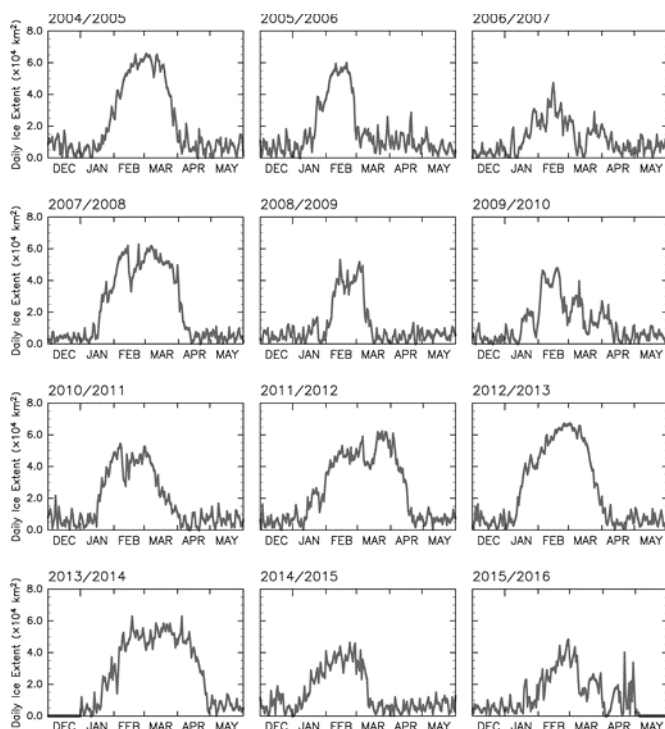 2004/2005 2005/2006 2006/2007
Daily Ice Extent (×10⁴ km²)
8.0
6.0
4.0
2.0
0.0
DEC JAN FEB MAR APR MAY DEC JAN FEB MAR APR MAY DEC JAN FEB MAR APR MAY
2007/2008 2008/2009 2009/2010
Daily Ice Extent (×10⁴ km²)
8.0
6.0
4.0
2.0
0.0
DEC JAN FEB MAR APR MAY DEC JAN FEB MAR APR MAY DEC JAN FEB MAR APR MAY
2010/2011 2011/2012 2012/2013
Daily Ice Extent (×10⁴ km²)
8.0
6.0
4.0
2.0
0.0
DEC JAN FEB MAR APR MAY DEC JAN FEB MAR APR MAY DEC JAN FEB MAR APR MAY
2013/2014 2014/2015 2015/2016
Daily Ice Extent (×10⁴ km²)
8.0
6.0
4.0
2.0
0.0
DEC JAN FEB MAR APR MAY DEC JAN FEB MAR APR MAY DEC JAN FEB MAR APR MAY